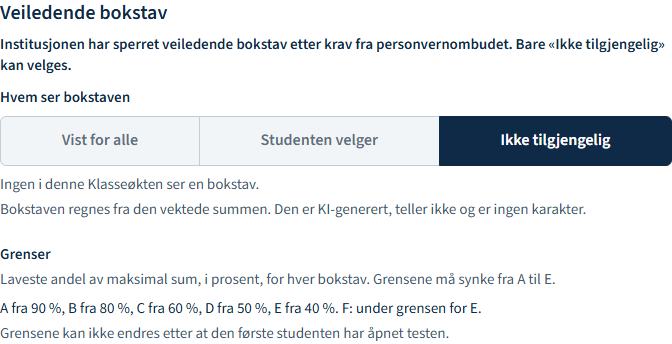 Veiledende bokstav
Institusjonen har sperret veiledende bokstav etter krav fra personvernombudet. Bare «Ikke tilgjengelig»
kan velges.
Hvem ser bokstaven
Vist for alle
Studenten velger
Ikke tilgjengelig
Ingen i denne Klasseøkten ser en bokstav.
Bokstaven regnes fra den vektede summen. Den er KI-generert, teller ikke og er ingen karakter.
Grenser
Laveste andel av maksimal sum, i prosent, for hver bokstav. Grensene må synke fra A til E.
A fra 90 %, B fra 80 %, C fra 60 %, D fra 50 %, E fra 40 %. F: under grensen for E.
Grensene kan ikke endres etter at den første studenten har åpnet testen.